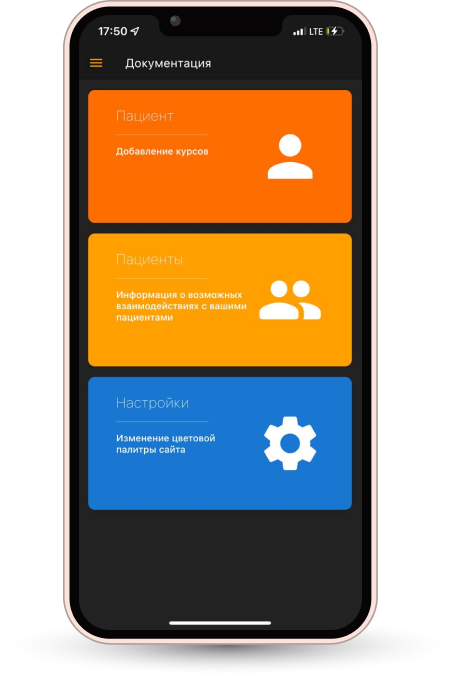 17:50 LTE
Документация
Пациент
Добавление курсов
Пациенты
Информация о возможных
взаимодействиях с вашими
пациентами
Настройки
Изменение цветовой
палитры сайта